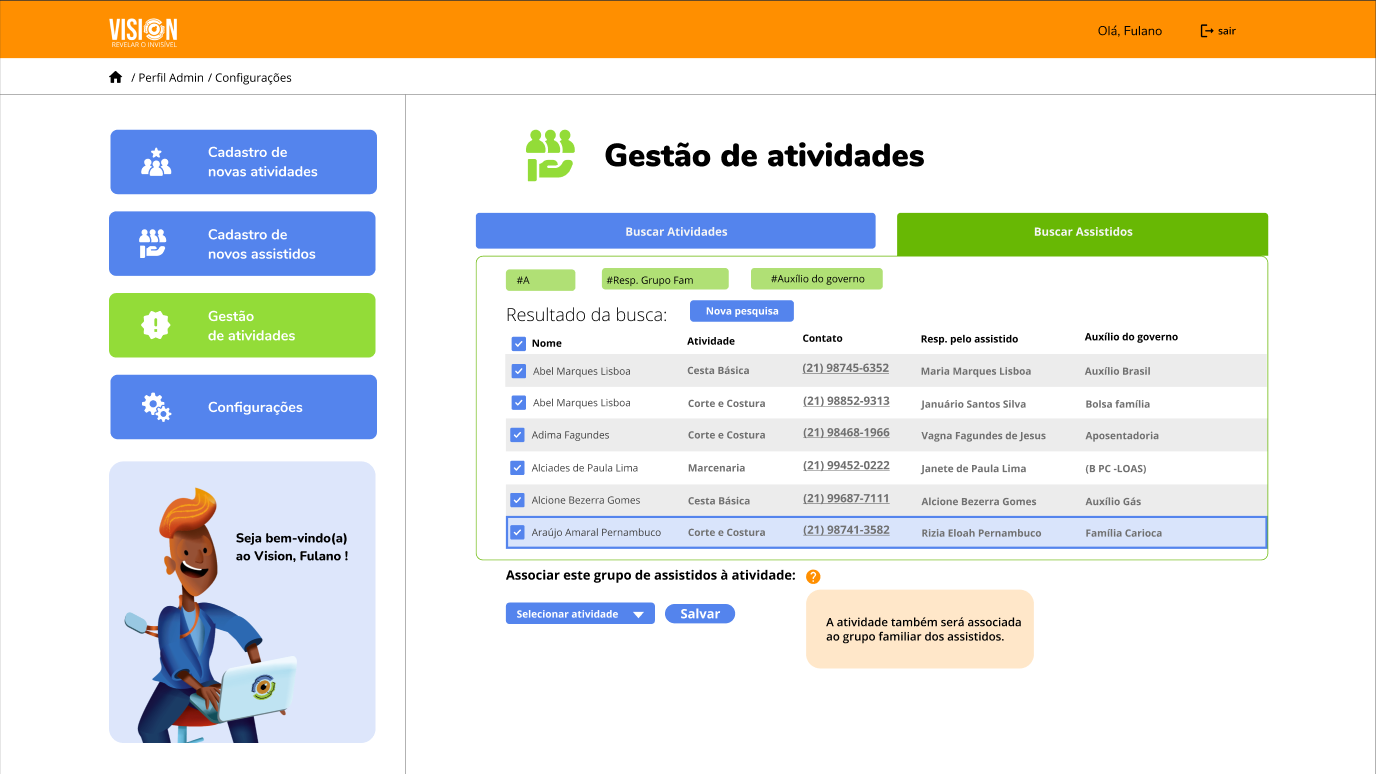 VISION
REVELAR O INVISÍVEL
Olá, Fulano
sair
/ Perfil Admin / Configurações
Cadastro de
novas atividades
Cadastro de
novos assistidos
Gestão
de atividades
Configurações
Seja bem-vindo(a)
ao Vision, Fulano !
Gestão de atividades
Buscar Atividades
Buscar Assistidos
#A
#Resp. Grupo Fam
#Auxílio do governo
Resultado da busca:
Nova pesquisa
Nome Atividade Contato Resp. pelo assistido Auxílio do governo
Abel Marques Lisboa Cesta Básica (21) 98745-6352 Maria Marques Lisboa Auxílio Brasil
Abel Marques Lisboa Corte e Costura (21) 98852-9313 Januário Santos Silva Bolsa família
Adima Fagundes Corte e Costura (21) 98468-1966 Vagna Fagundes de Jesus Aposentadoria
Alciades de Paula Lima Marcenaria (21) 99452-0222 Janete de Paula Lima (B PC -LOAS)
Alcione Bezerra Gomes Cesta Básica (21) 99687-7111 Alcione Bezerra Gomes Auxílio Gás
Araújo Amaral Pernambuco Corte e Costura (21) 98741-3582 Rizia Eloah Pernambuco Família Carioca
Associar este grupo de assistidos à atividade: ?
Selecionar atividade
Salvar
A atividade também será associada
ao grupo familiar dos assistidos.